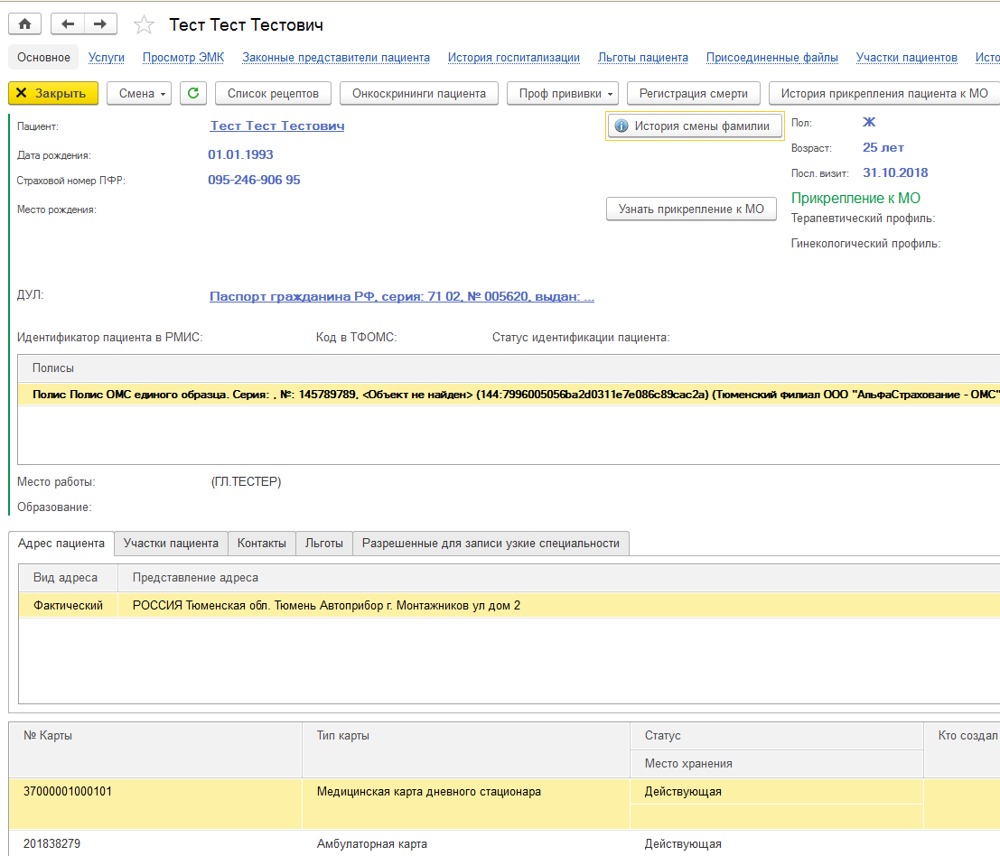 Тест Тест Тестович
Основное Услуги Просмотр ЭМК Законные представители пациента История госпитализации Льготы пациента Присоединенные файлы Участки пациентов Исто
Закрыть Смена Список рецептов Онкоскрининги пациента Проф прививки Регистрация смерти История прикрепления пациента к МО
Пациент: Тест Тест Тестович История смены фамилии Пол: Ж
Дата рождения: 01.01.1993 Возраст: 25 лет
Страховой номер ПФР: 095-246-906 95 Посл. визит: 31.10.2018
Место рождения: Узнать прикрепление к МО Прикрепление к МО
Терапевтический профиль:
Гинекологический профиль:
ДУЛ: Паспорт гражданина РФ, серия: 71 02, № 005620, выдан: ...
Идентификатор пациента в РМИС: Код в ТФОМС: Статус идентификации пациента:
Полисы
Полис Полис ОМС единого образца. Серия: , №: 145789789, <Объект не найден> (144:7996005056ba2d0311e7e086c89cac2a) (Тюменский филиал ООО "АльфаСтрахование - ОМС"
Место работы: (ГЛ.ТЕСТЕР)
Образование:
Адрес пациента Участки пациента Контакты Льготы Разрешенные для записи узкие специальности
Вид адреса Представление адреса
Фактический РОССИЯ Тюменская обл. Тюмень Автоприбор г. Монтажников ул дом 2
№ Карты Тип карты Статус Кто создал
Место хранения
37000001000101 Медицинская карта дневного стационара Действующая
201838279 Амбулаторная карта Действующая